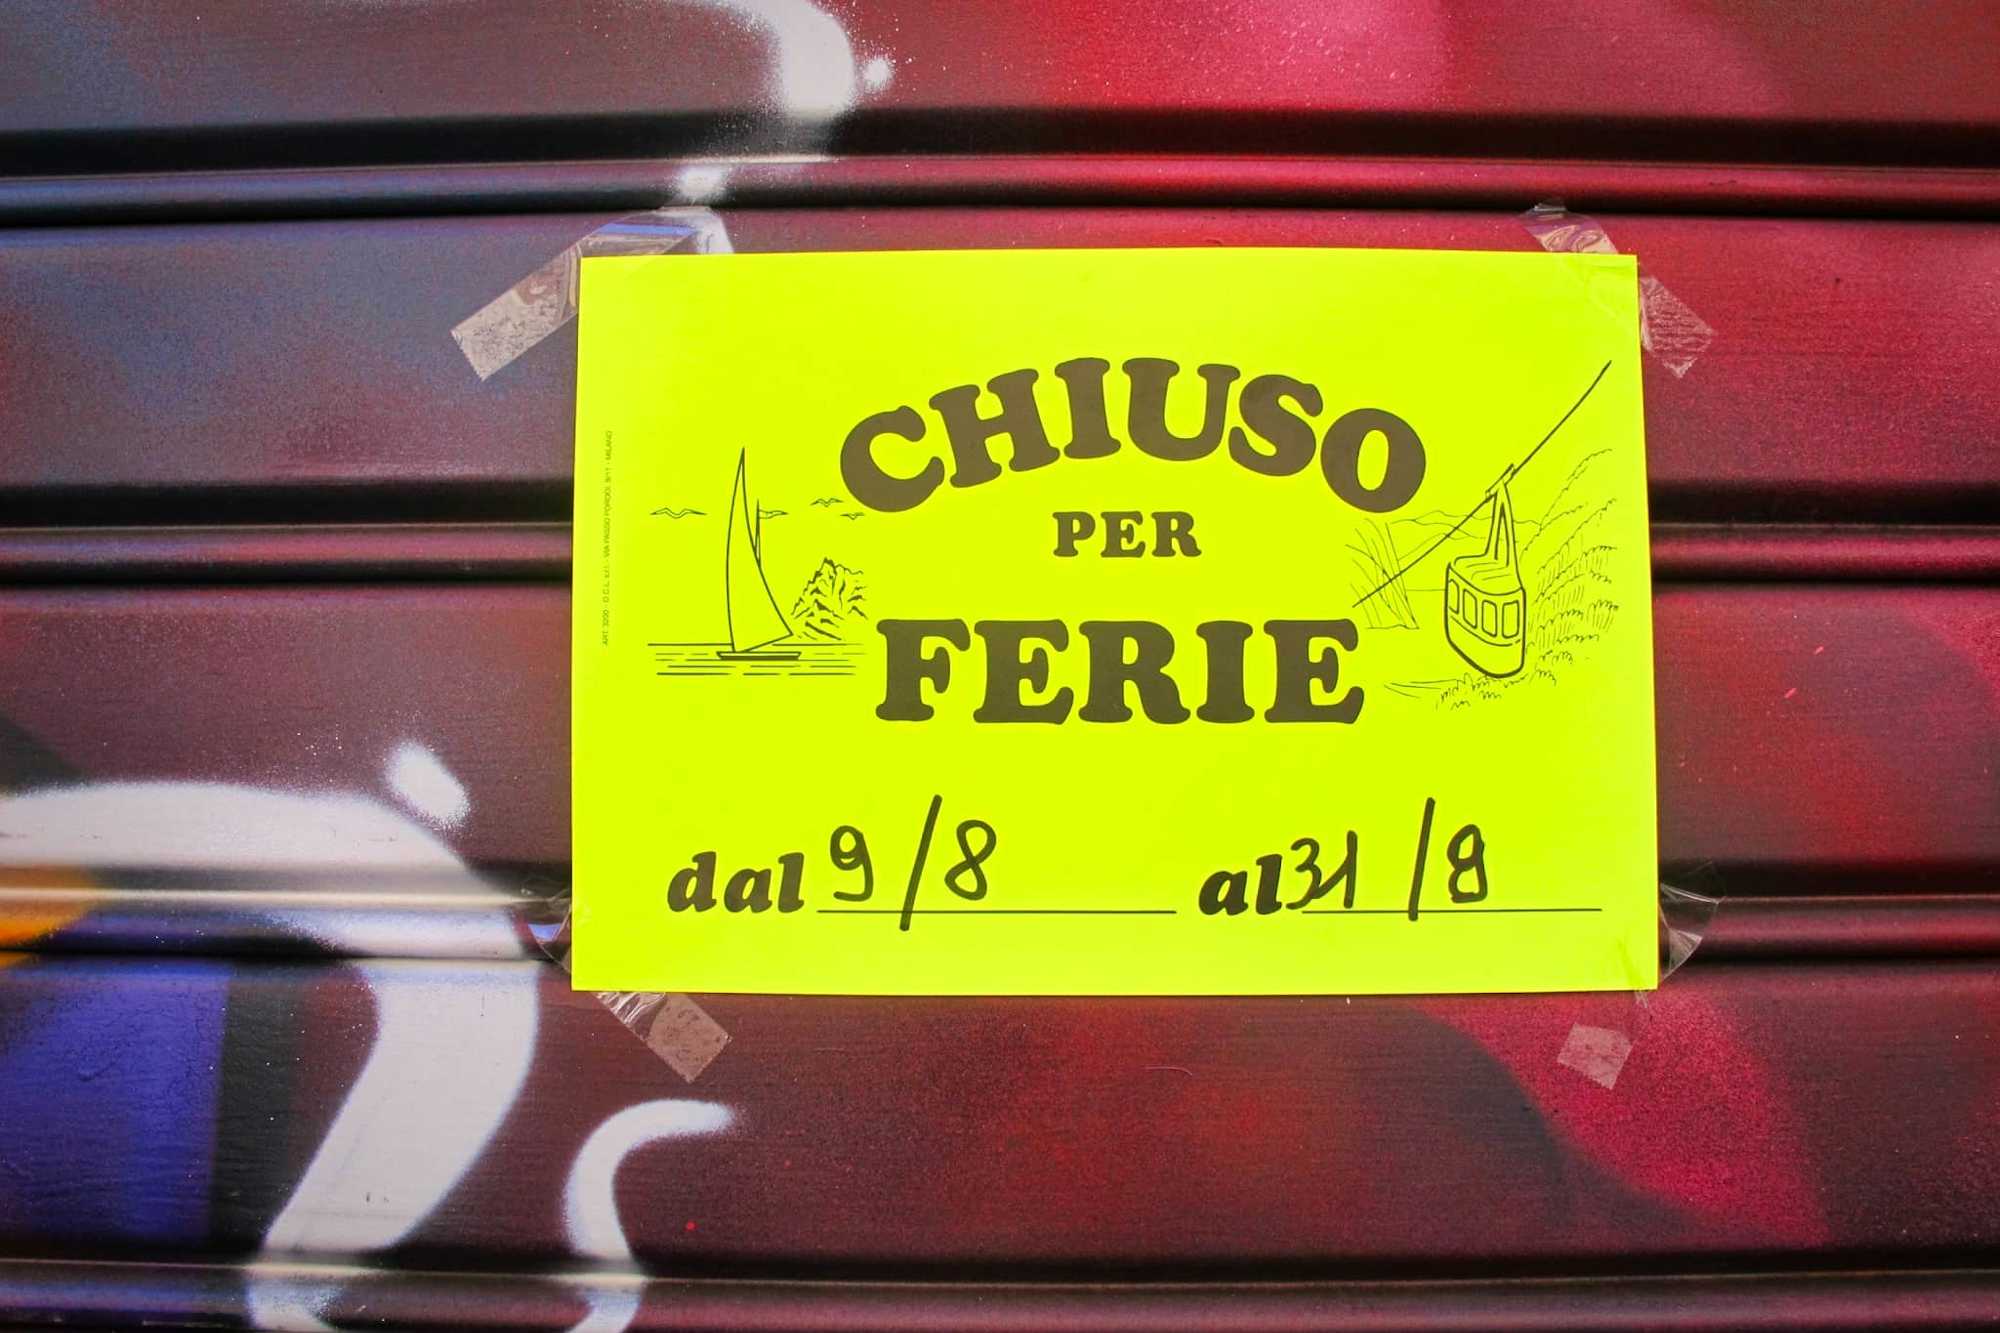 CHIUSO
PER
FERIE
dal 9/8 al 31/8